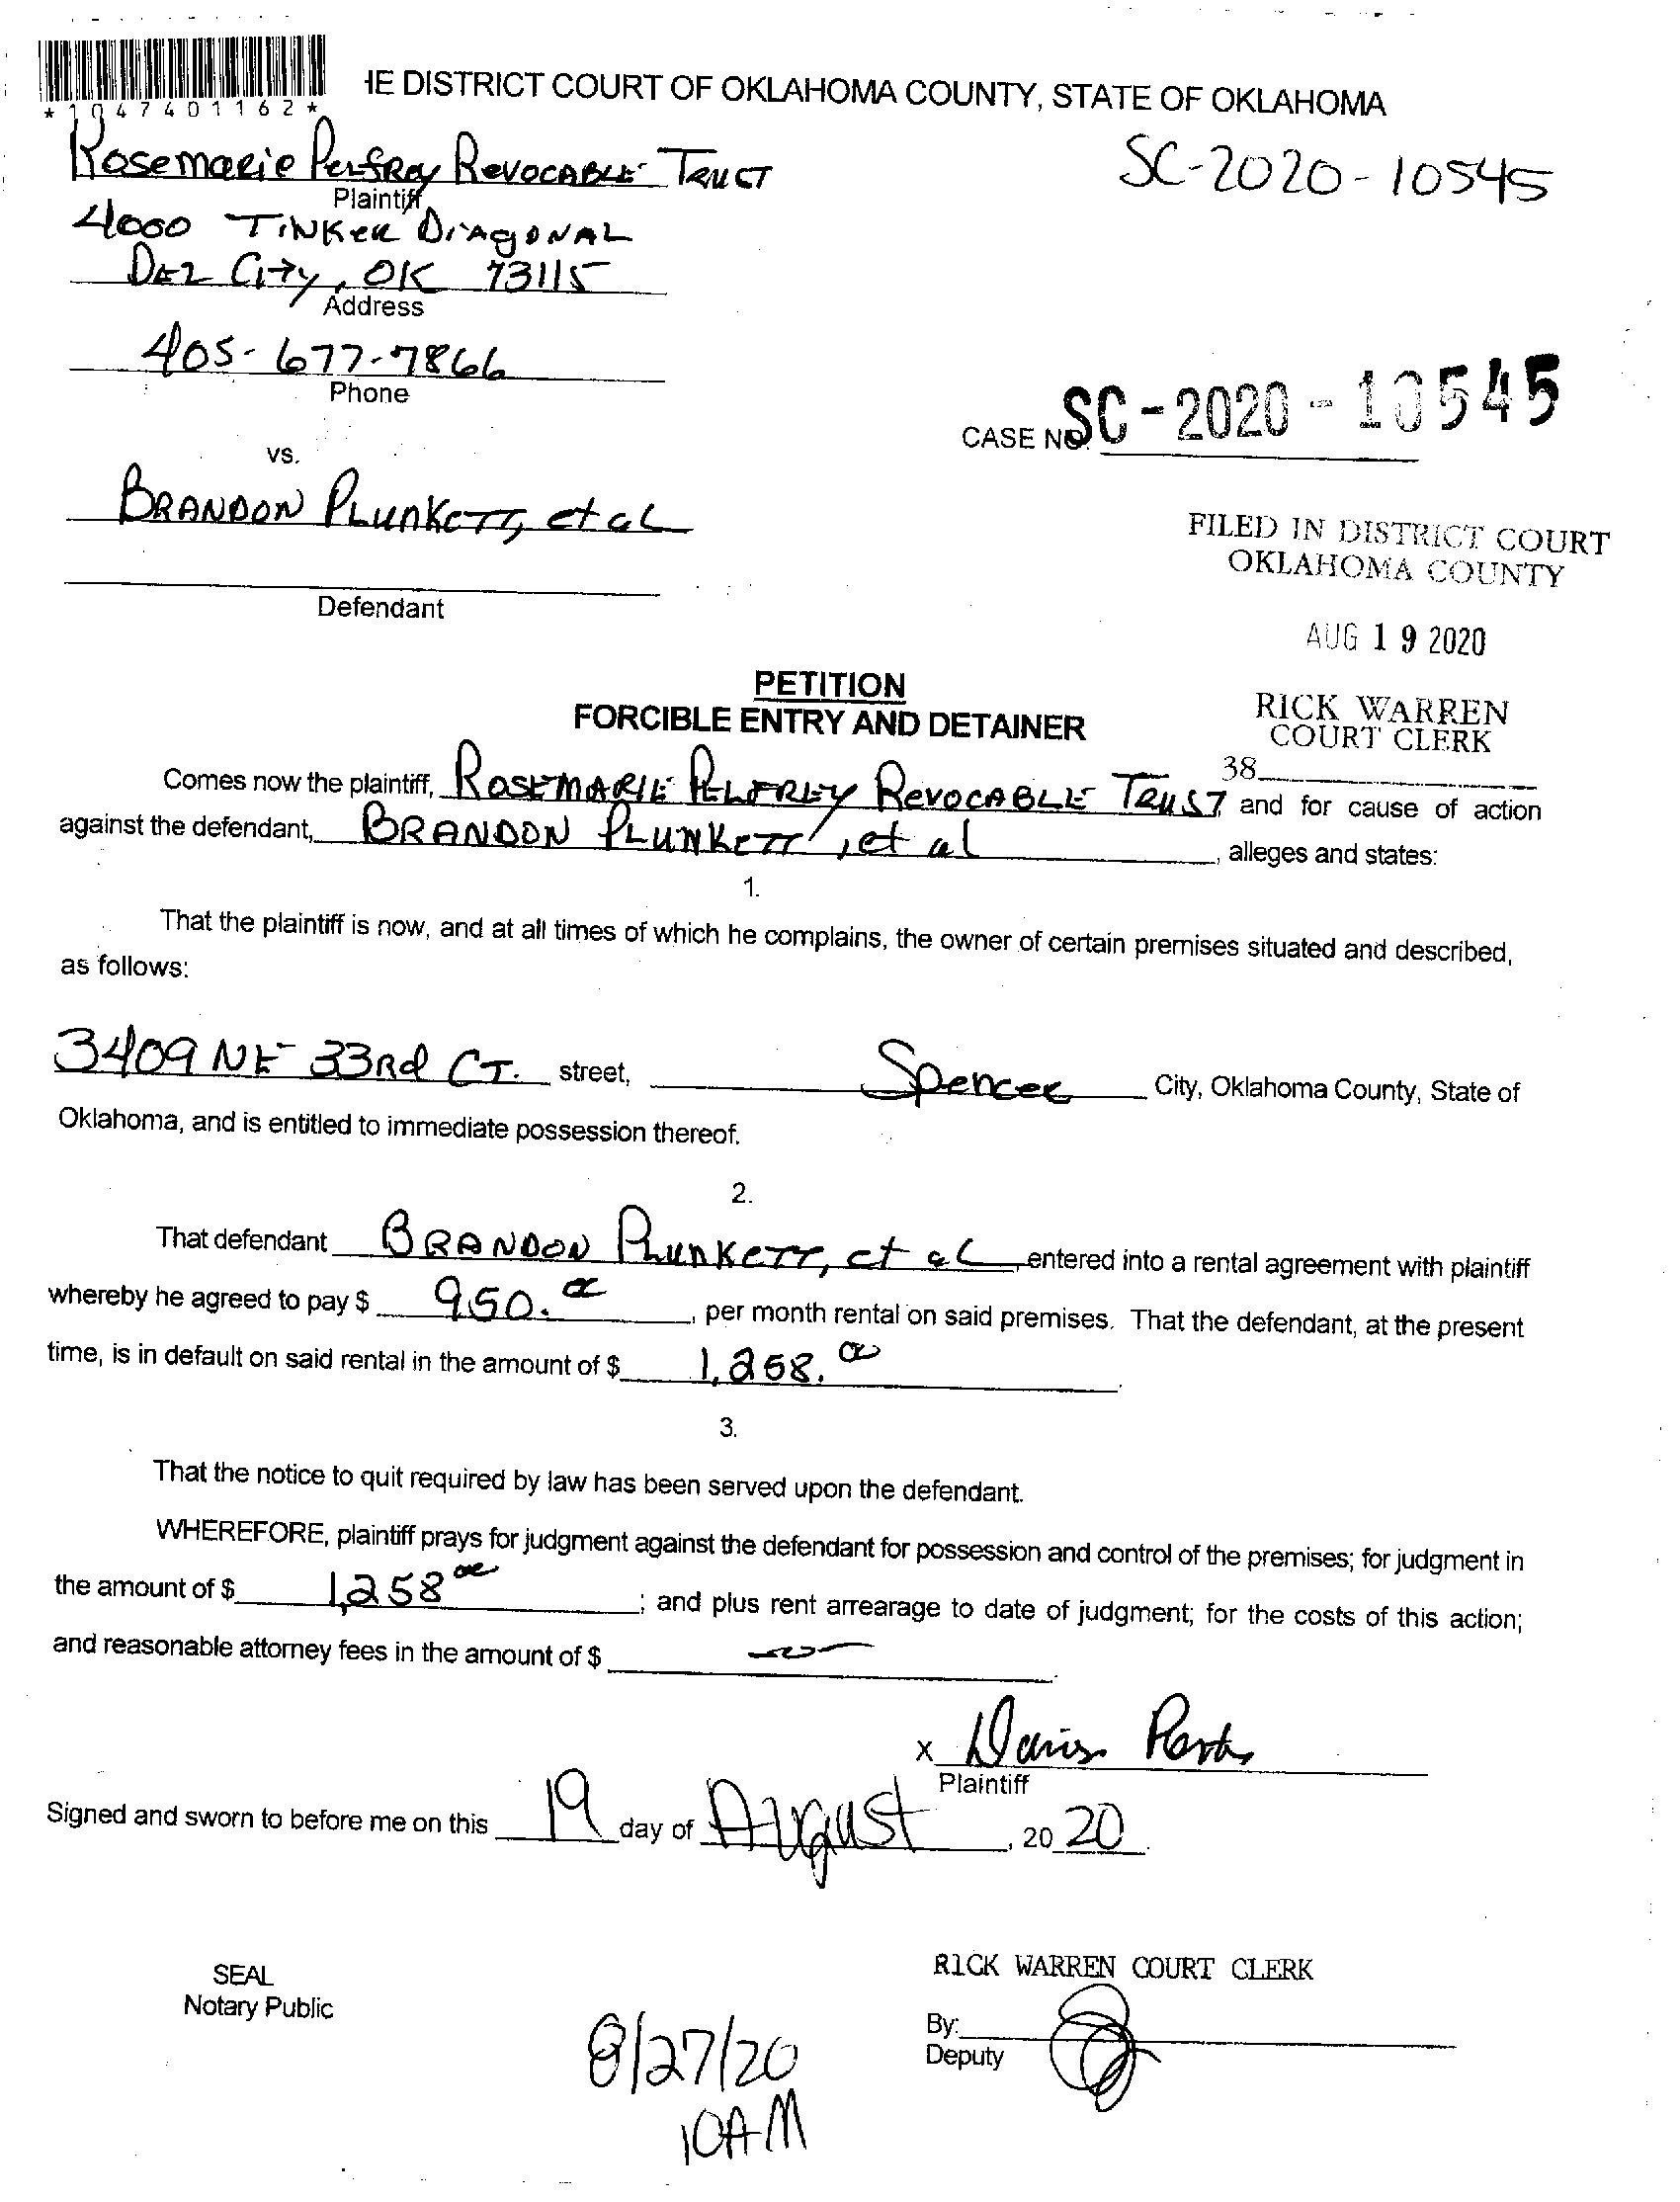 *1047401162*
HE DISTRICT COURT OF OKLAHOMA COUNTY, STATE OF OKLAHOMA
Rosemarie Pelfrey Revocable Trust
SC-2020-10545
Plaintiff
4000 Tinker Diagonal
Del City, OK 73115
Address
405-677-7866
Phone
CASE NO. SC-2020-10545
vs.
Brandon Plunkett, et al
FILED IN DISTRICT COURT
OKLAHOMA COUNTY
Defendant
AUG 19 2020
PETITION
FORCIBLE ENTRY AND DETAINER
RICK WARREN
COURT CLERK
38
Comes now the plaintiff, Rosemarie Pelfrey Revocable Trust, and for cause of action
against the defendant, Brandon Plunkett, et al, alleges and states:
1.
That the plaintiff is now, and at all times of which he complains, the owner of certain premises situated and described,
as follows:
3409 NE 33rd CT. street, Spencer City, Oklahoma County, State of
Oklahoma, and is entitled to immediate possession thereof.
2.
That defendant Brandon Plunkett, et al, entered into a rental agreement with plaintiff
whereby he agreed to pay $ 950.00, per month rental on said premises. That the defendant, at the present
time, is in default on said rental in the amount of $ 1,258.00.
3.
That the notice to quit required by law has been served upon the defendant.
WHEREFORE, plaintiff prays for judgment against the defendant for possession and control of the premises; for judgment in
the amount of $ 1,258 00; and plus rent arrearage to date of judgment; for the costs of this action;
and reasonable attorney fees in the amount of $
x
Plaintiff
Signed and sworn to before me on this 19 day of August, 20 20.
SEAL
Notary Public
RICK WARREN COURT CLERK
By:
Deputy
8/27/20
10AM